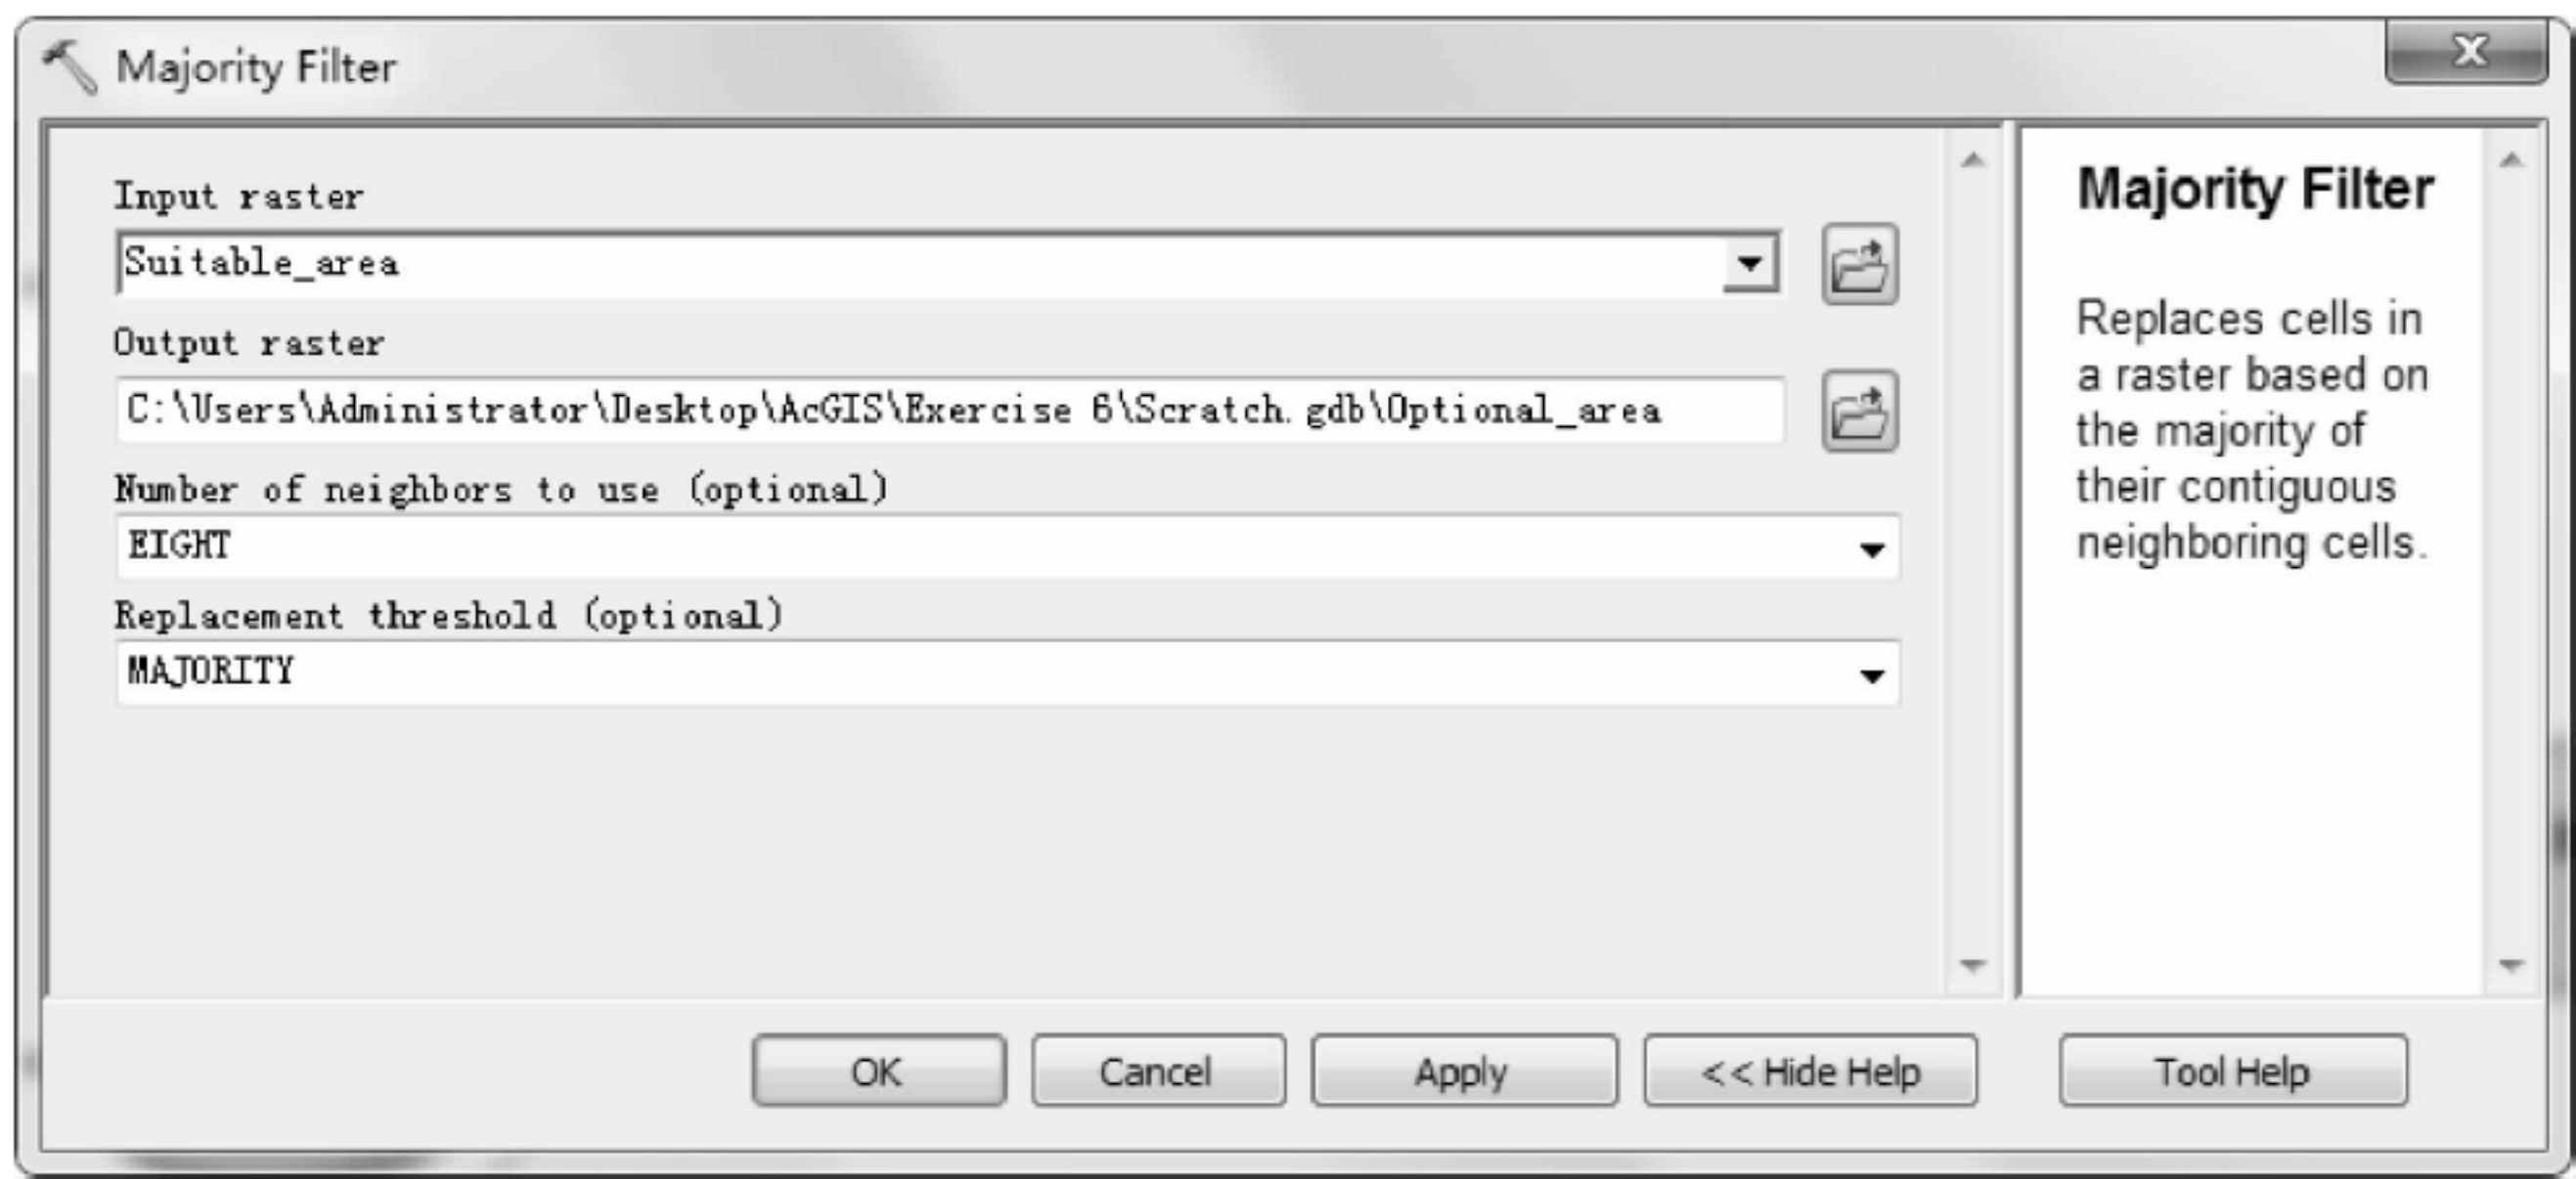 Majority Filter
Input raster
Suitable_area
Output raster
C:\Users\Administrator\Desktop\AcGIS\Exercise 6\Scratch.gdb\Optional_area
Number of neighbors to use (optional)
EIGHT
Replacement threshold (optional)
MAJORITY
Majority Filter
Replaces cells in
a raster based on
the majority of
their contiguous
neighboring cells.
OK
Cancel
Apply
<< Hide Help
Tool Help